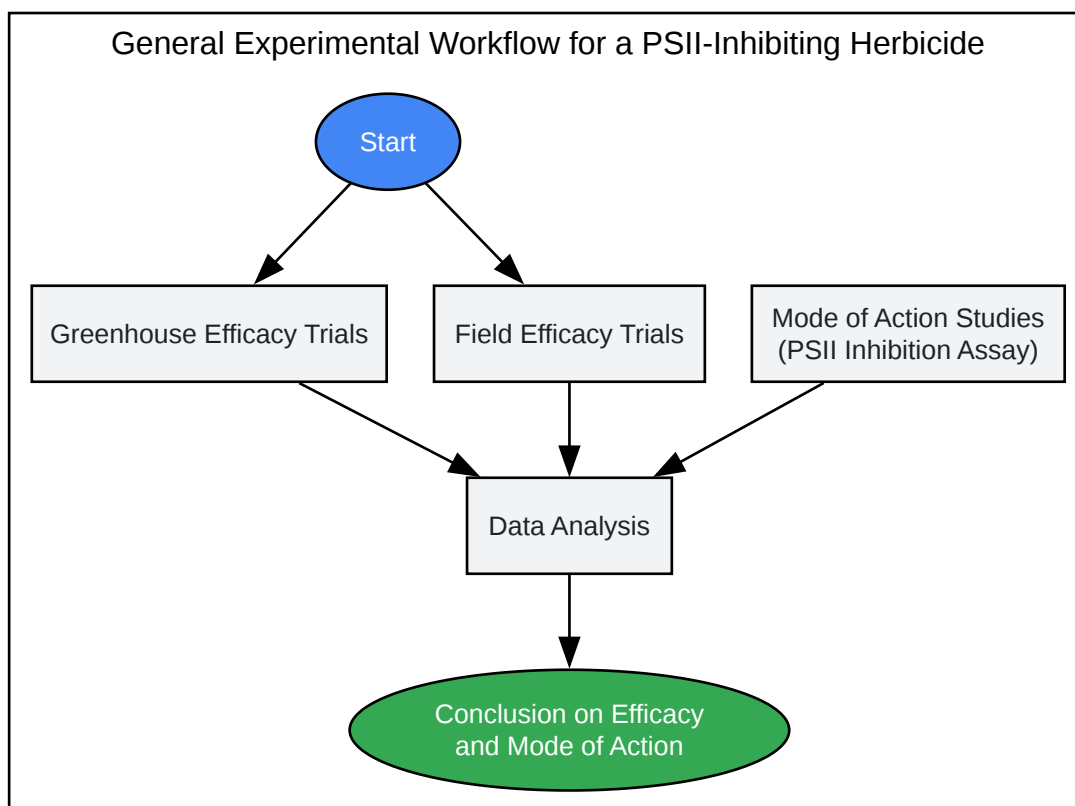 General Experimental Workflow for a PSII-Inhibiting Herbicide
Start
Greenhouse Efficacy Trials
Field Efficacy Trials
Mode of Action Studies
(PSII Inhibition Assay)
Data Analysis
Conclusion on Efficacy
and Mode of Action